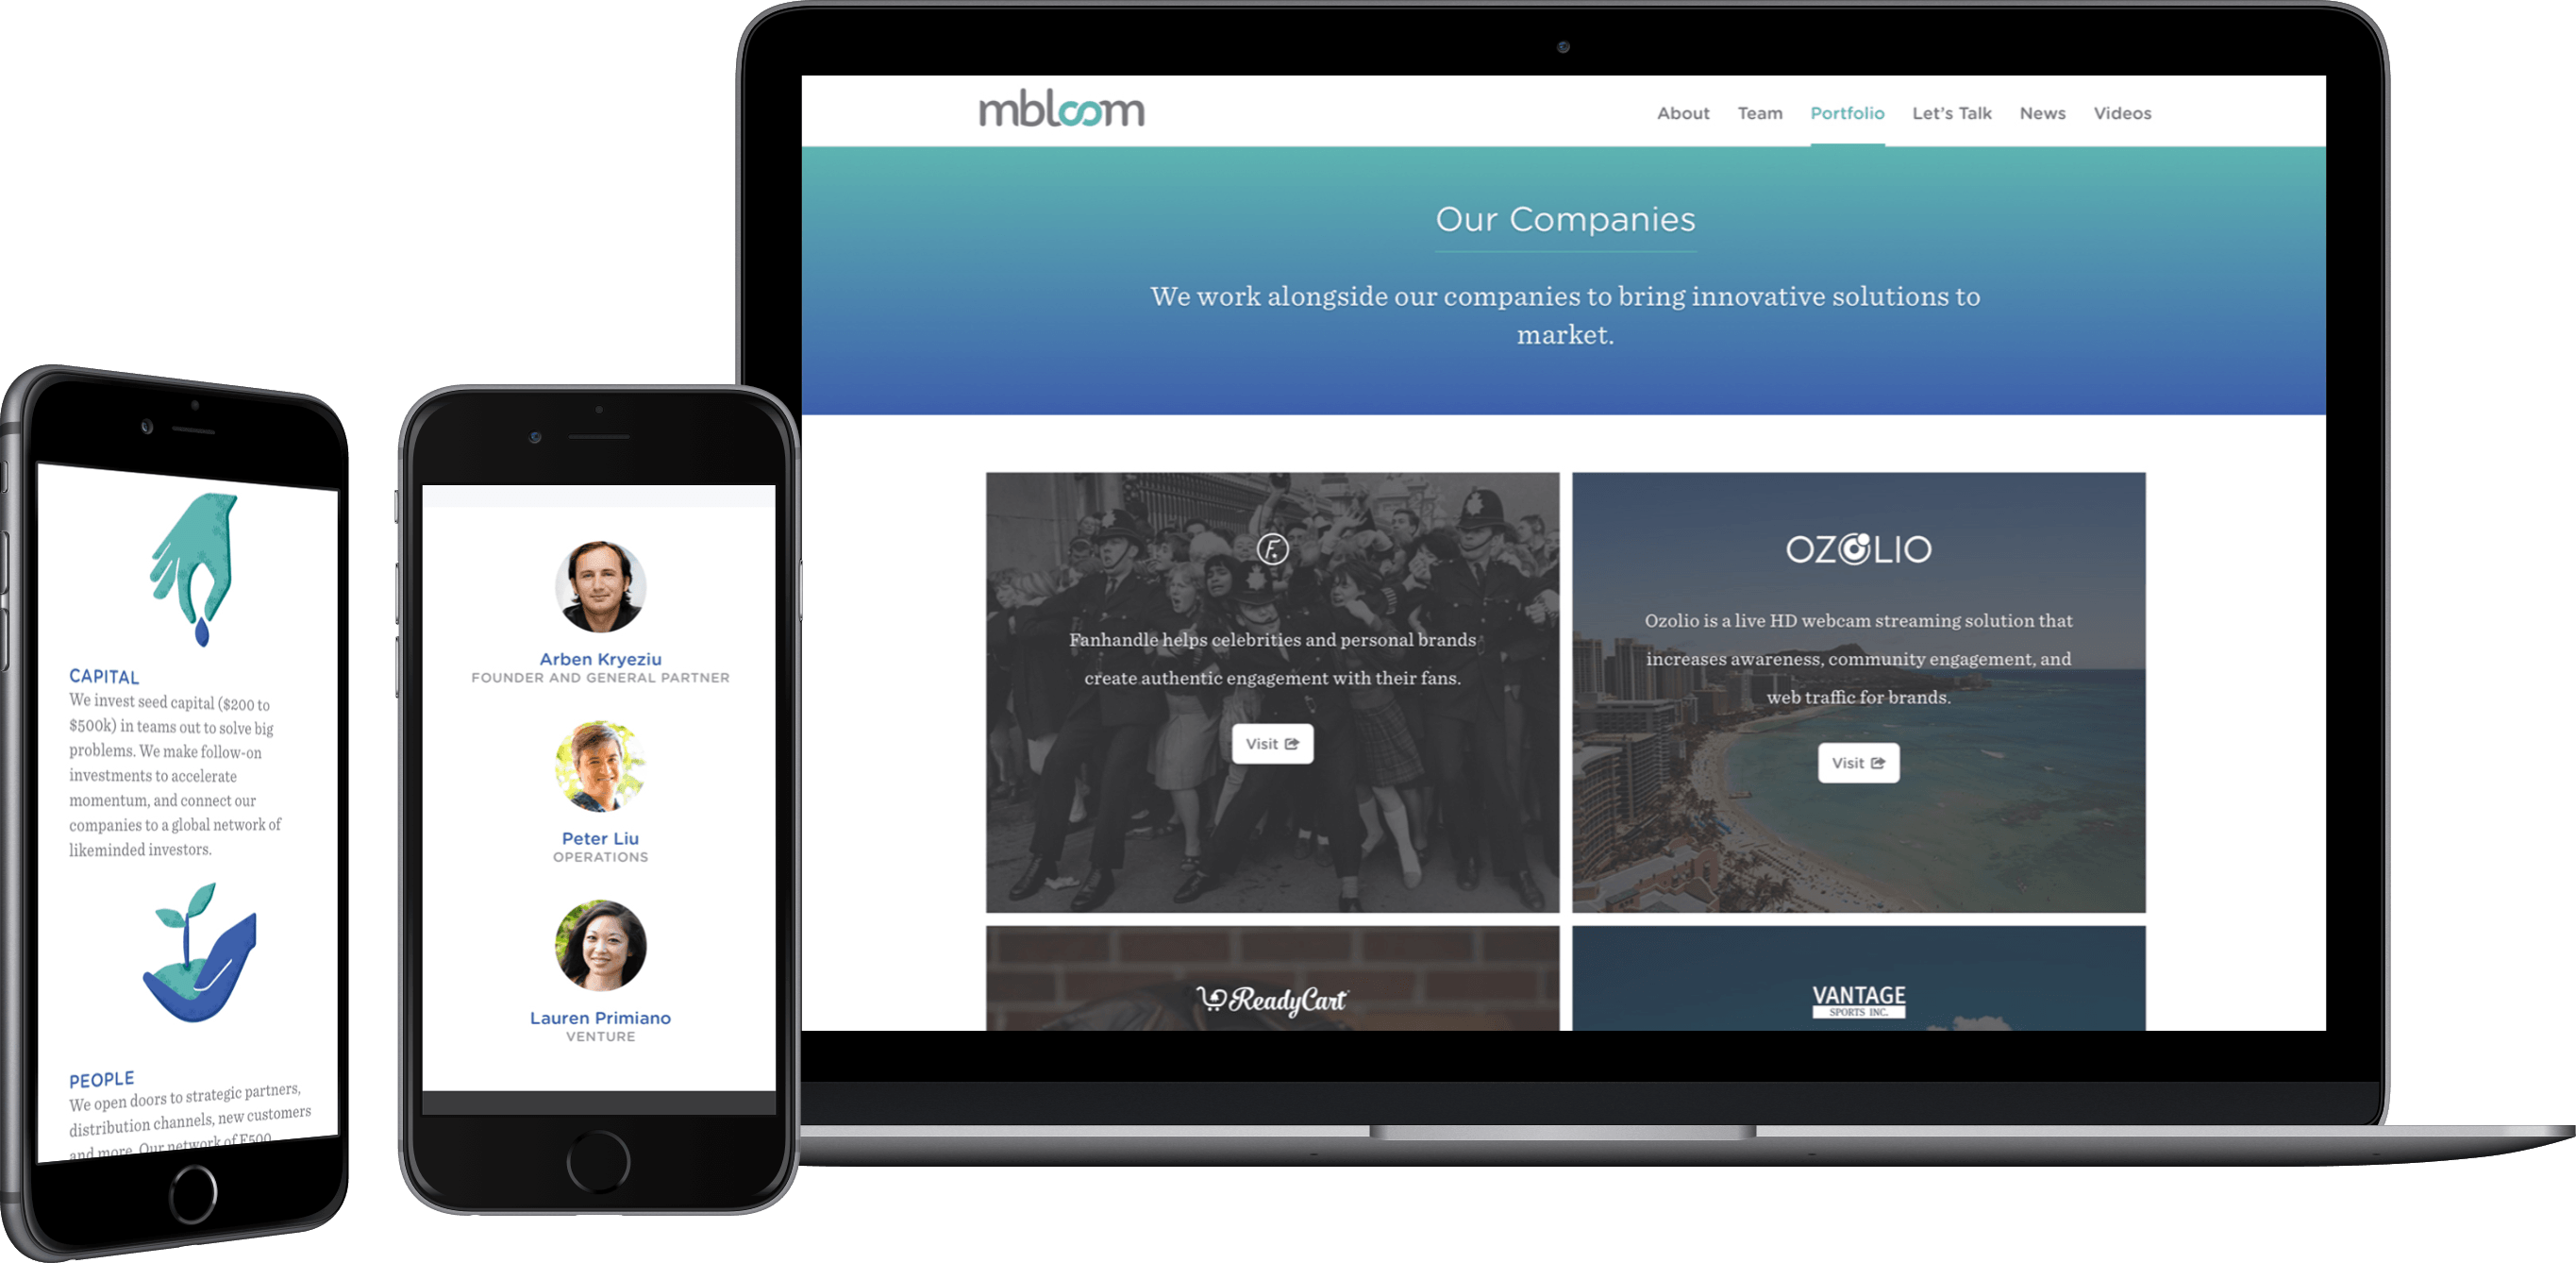 CAPITAL
We invest seed capital ($200 to
$500k) in teams out to solve big
problems. We make follow-on
investments to accelerate
momentum, and connect our
companies to a global network of
likeminded investors.
PEOPLE
We open doors to strategic partners,
distribution channels, new customers
and more. Our network of F500
Arben Kryeziu
FOUNDER AND GENERAL PARTNER
Peter Liu
OPERATIONS
Lauren Primiano
VENTURE
mbloom
About Team Portfolio Let's Talk News Videos
Our Companies
We work alongside our companies to bring innovative solutions to
market.
F
Fanhandle helps celebrities and personal brands
create authentic engagement with their fans.
Visit
OZOLIO
Ozolio is a live HD webcam streaming solution that
increases awareness, community engagement, and
web traffic for brands.
Visit
ReadyCart
VANTAGE
SPORTS INC.